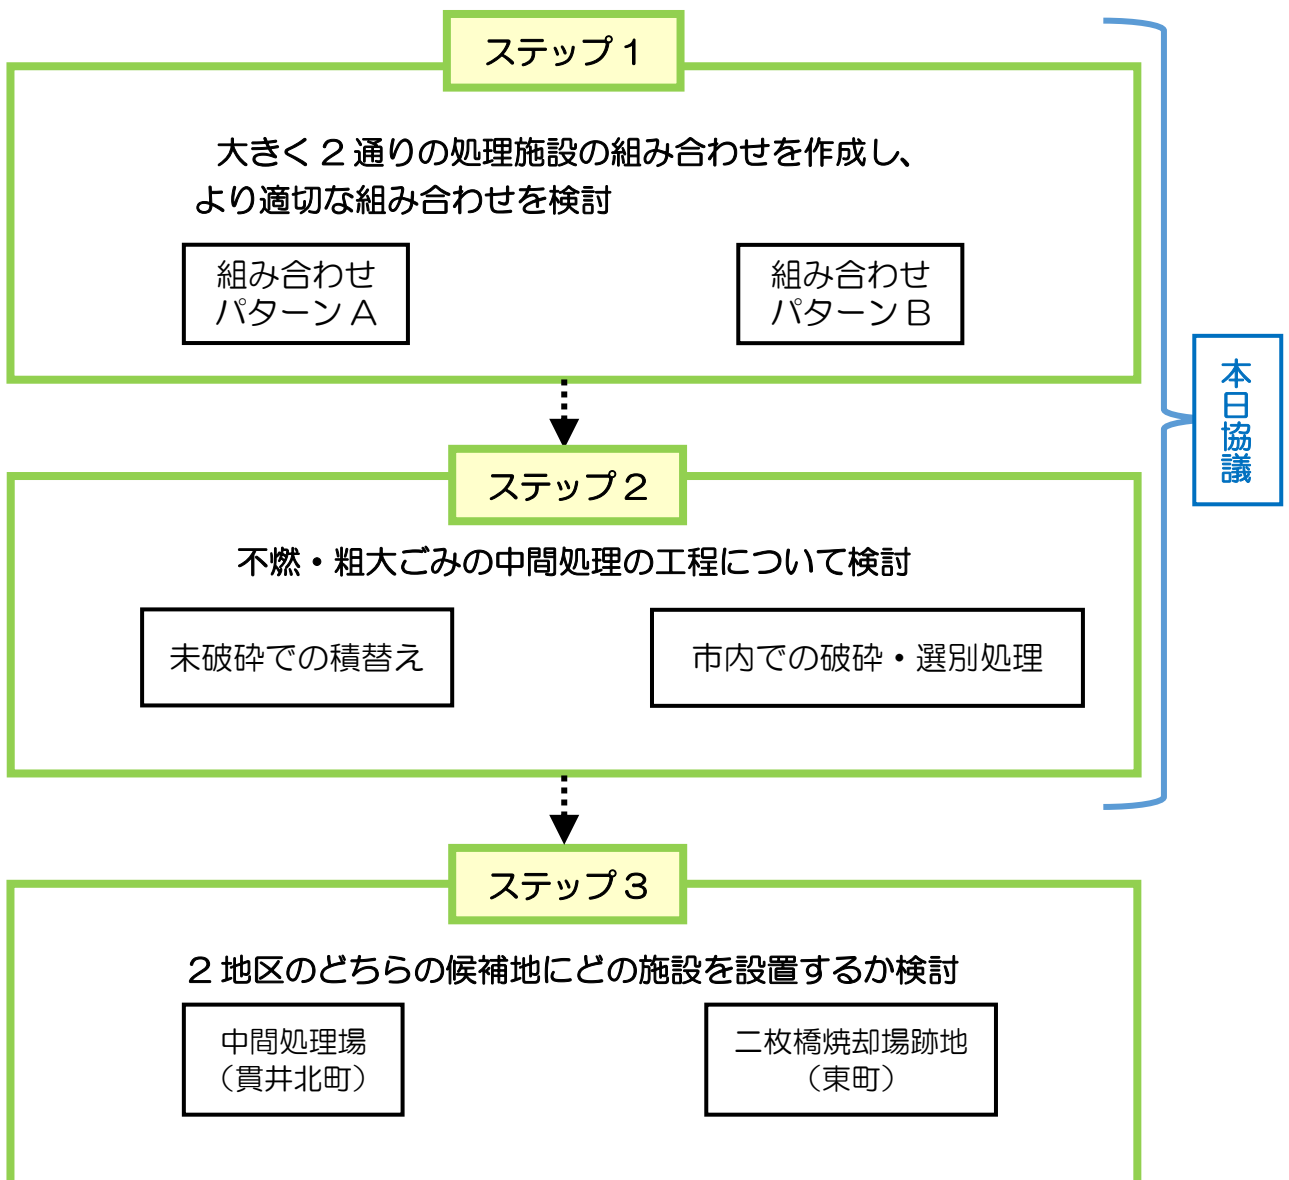 ステップ1
大きく2通りの処理施設の組み合わせを作成し、
より適切な組み合わせを検討
組み合わせ
パターンA
組み合わせ
パターンB
本日協議
ステップ2
不燃・粗大ごみの中間処理の工程について検討
未破砕での積替え
市内での破砕・選別処理
ステップ3
2地区のどちらの候補地にどの施設を設置するか検討
中間処理場
（貫井北町）
二枚橋焼却場跡地
（東町）